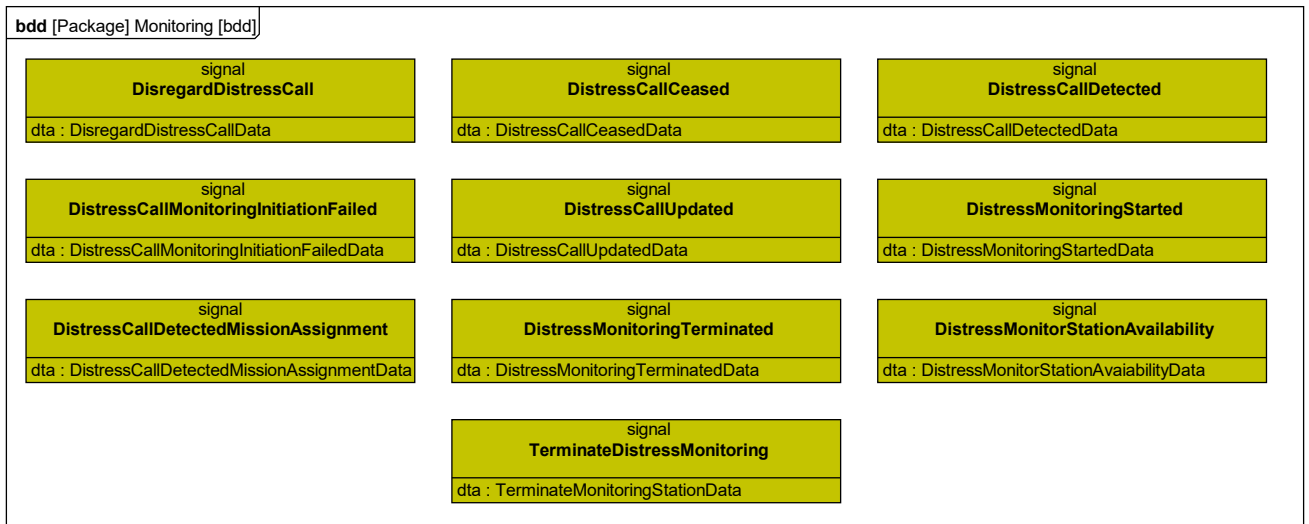 bdd [Package] Monitoring [bdd]
signal
DisregardDistressCall
dta : DisregardDistressCallData
signal
DistressCallCeased
dta : DistressCallCeasedData
signal
DistressCallDetected
dta : DistressCallDetectedData
signal
DistressCallMonitoringInitiationFailed
dta : DistressCallMonitoringInitiationFailedData
signal
DistressCallUpdated
dta : DistressCallUpdatedData
signal
DistressMonitoringStarted
dta : DistressMonitoringStartedData
signal
DistressCallDetectedMissionAssignment
dta : DistressCallDetectedMissionAssignmentData
signal
DistressMonitoringTerminated
dta : DistressMonitoringTerminatedData
signal
DistressMonitorStationAvailability
dta : DistressMonitorStationAvaiabilityData
signal
TerminateDistressMonitoring
dta : TerminateMonitoringStationData